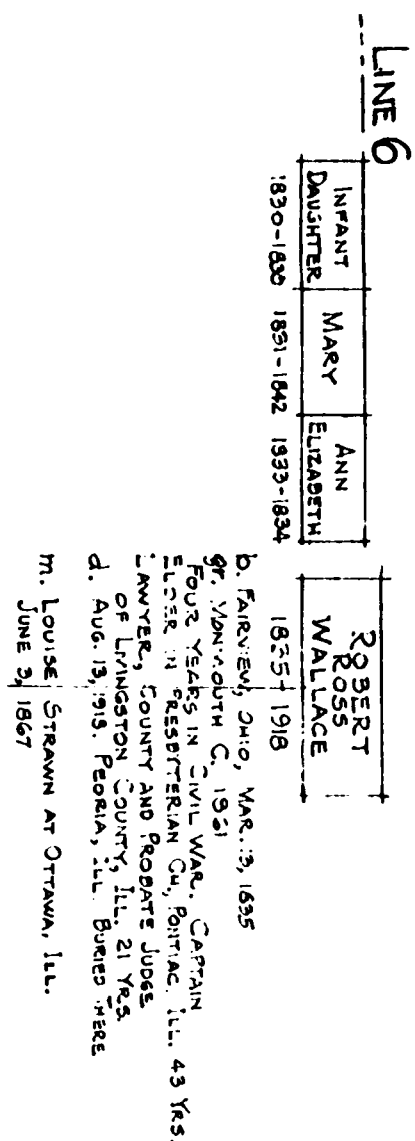 LINE 6
INFANT
DAUGHTER
1830-1830
MARY
1831-1842
ANN
ELIZABETH
1833-1834
ROBERT
ROSS
WALLACE
1835-1918
b. FAIRVIEW, OHIO, MAR. 13, 1835
gr. MONMOUTH C. 1861
FOUR YEARS IN CIVIL WAR. CAPTAIN
ELDER IN PRESBYTERIAN CH, PONTIAC, ILL. 43 YRS.
LAWYER, COUNTY AND PROBATE JUDGE
OF LIVINGSTON COUNTY, ILL. 21 YRS.
d. AUG. 13, 1918. PEORIA, ILL. BURIED THERE
m. LOUISE STRAWN AT OTTAWA, ILL.
JUNE 3, 1867